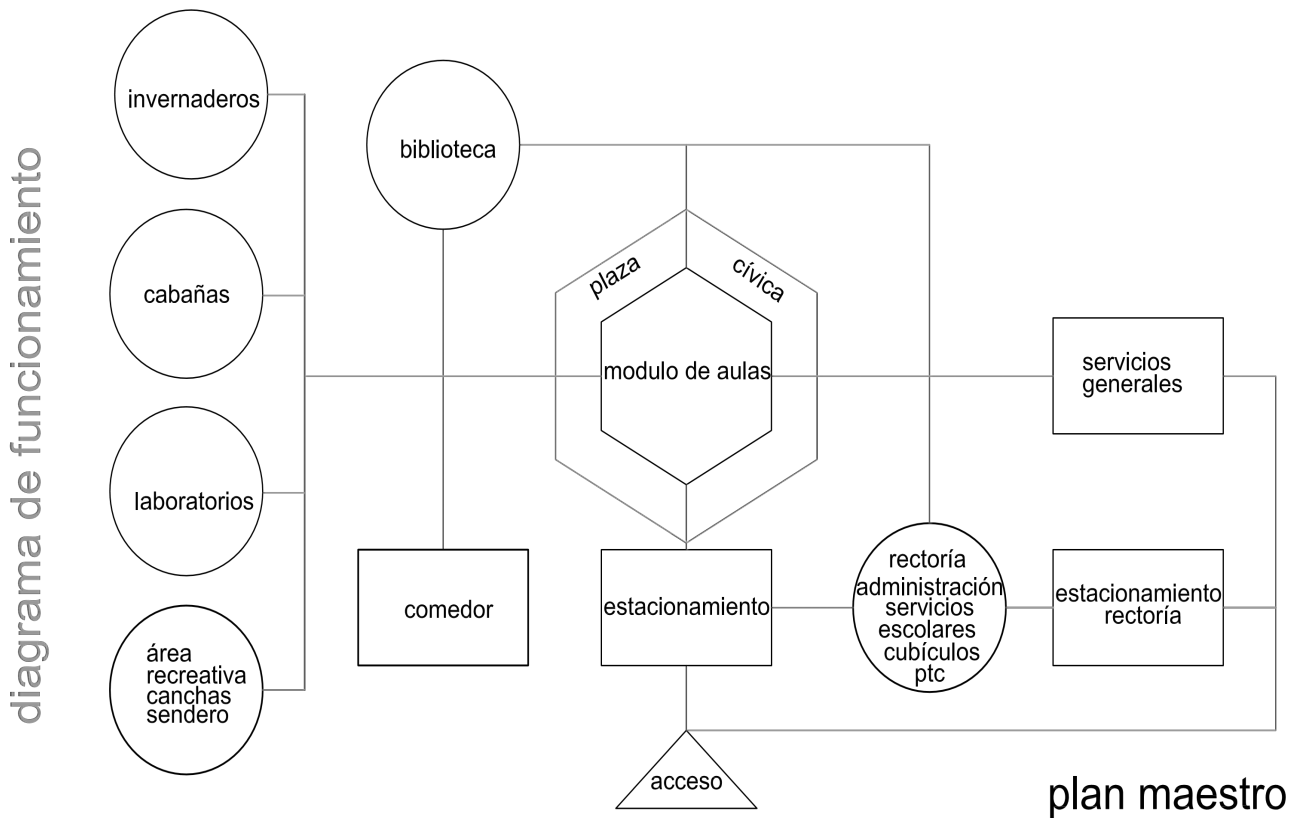 diagrama de funcionamiento
invernaderos
cabañas
laboratorios
área
recreativa
canchas
sendero
biblioteca
comedor
plaza
cívica
modulo de aulas
estacionamiento
acceso
rectoría
administración
servicios
escolares
cubículos
ptc
servicios
generales
estacionamiento
rectoría
plan maestro